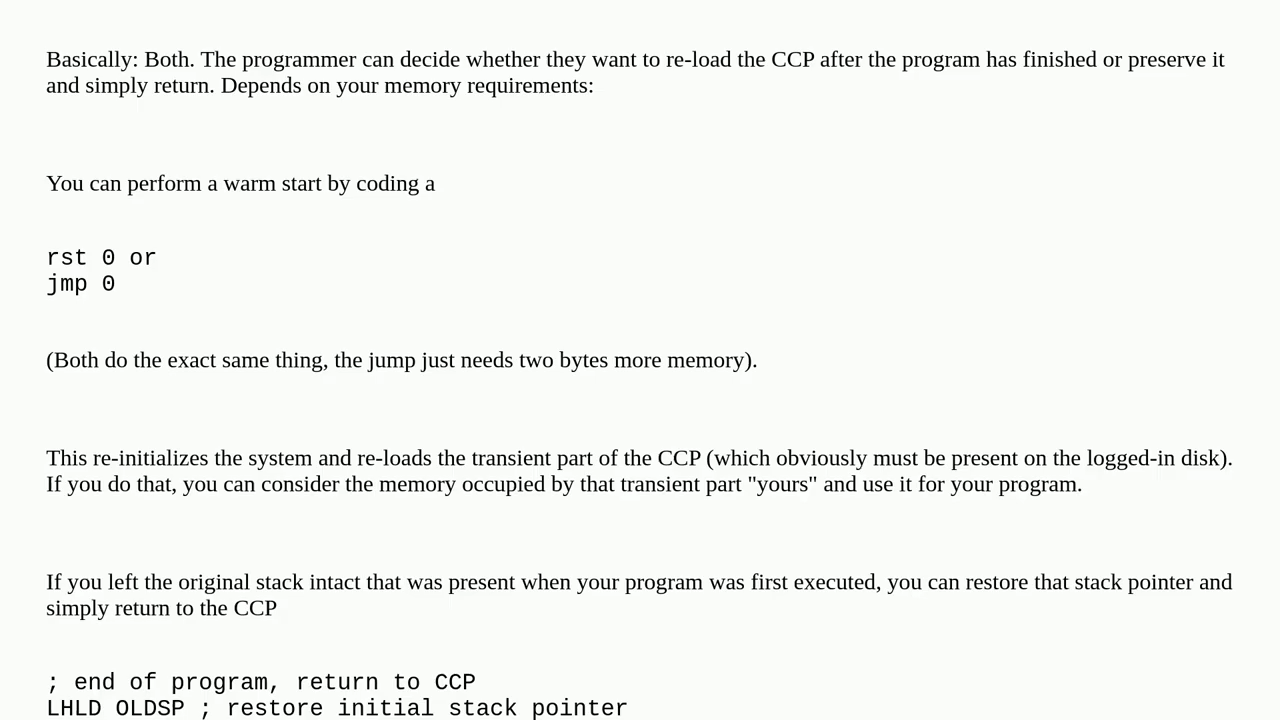 Basically: Both. The programmer can decide whether they want to re-load the CCP after the program has finished or preserve it
and simply return. Depends on your memory requirements:
You can perform a warm start by coding a
rst 0 or
jmp 0
(Both do the exact same thing, the jump just needs two bytes more memory).
This re-initializes the system and re-loads the transient part of the CCP (which obviously must be present on the logged-in disk).
If you do that, you can consider the memory occupied by that transient part "yours" and use it for your program.
If you left the original stack intact that was present when your program was first executed, you can restore that stack pointer and
simply return to the CCP
; end of program, return to CCP
LHLD OLDSP ; restore initial stack pointer